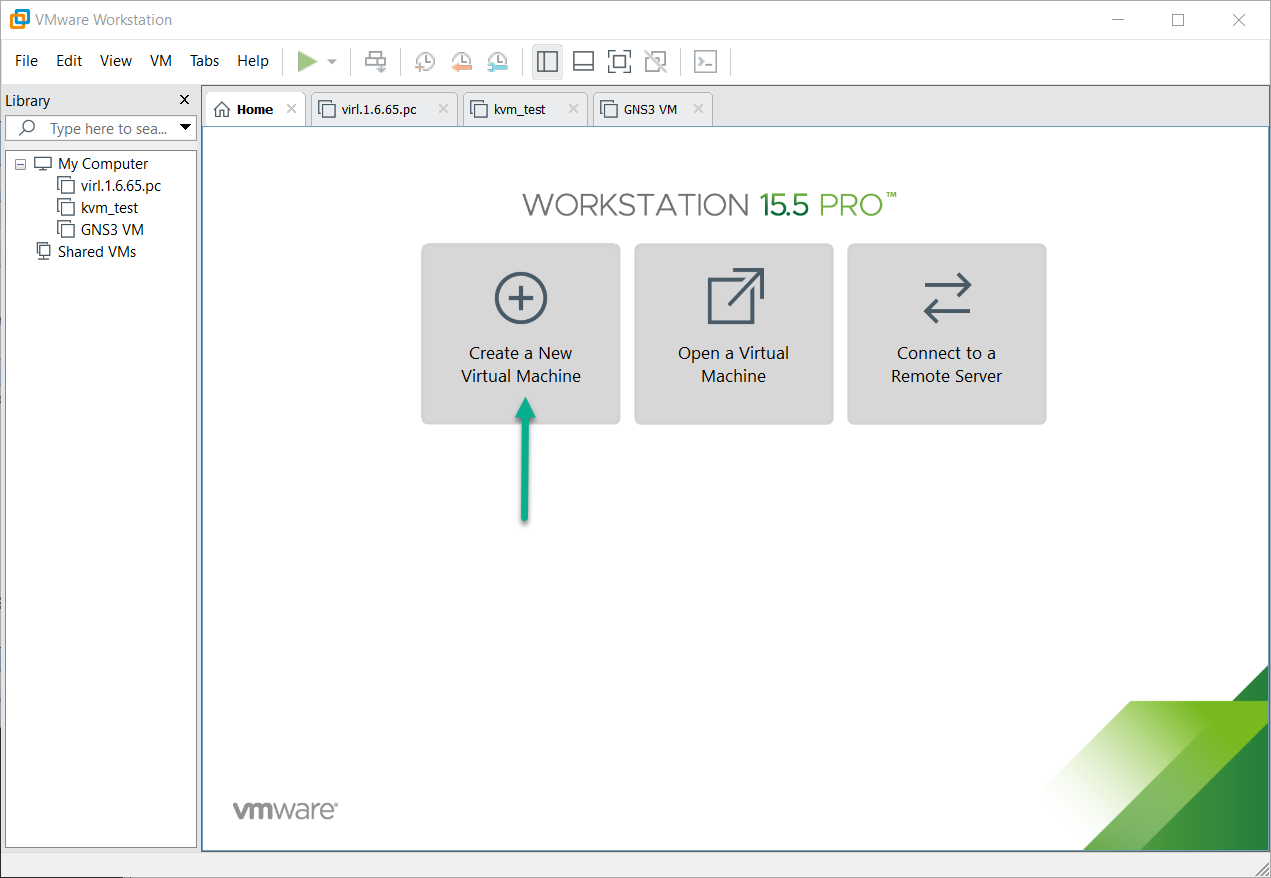 VMware Workstation
File Edit View VM Tabs Help
Library
Type here to sea...
My Computer
virl.1.6.65.pc
kvm_test
GNS3 VM
Shared VMs
Home virl.1.6.65.pc kvm_test GNS3 VM
WORKSTATION 15.5 PRO™
Create a New
Virtual Machine
Open a Virtual
Machine
Connect to a
Remote Server
vmware®